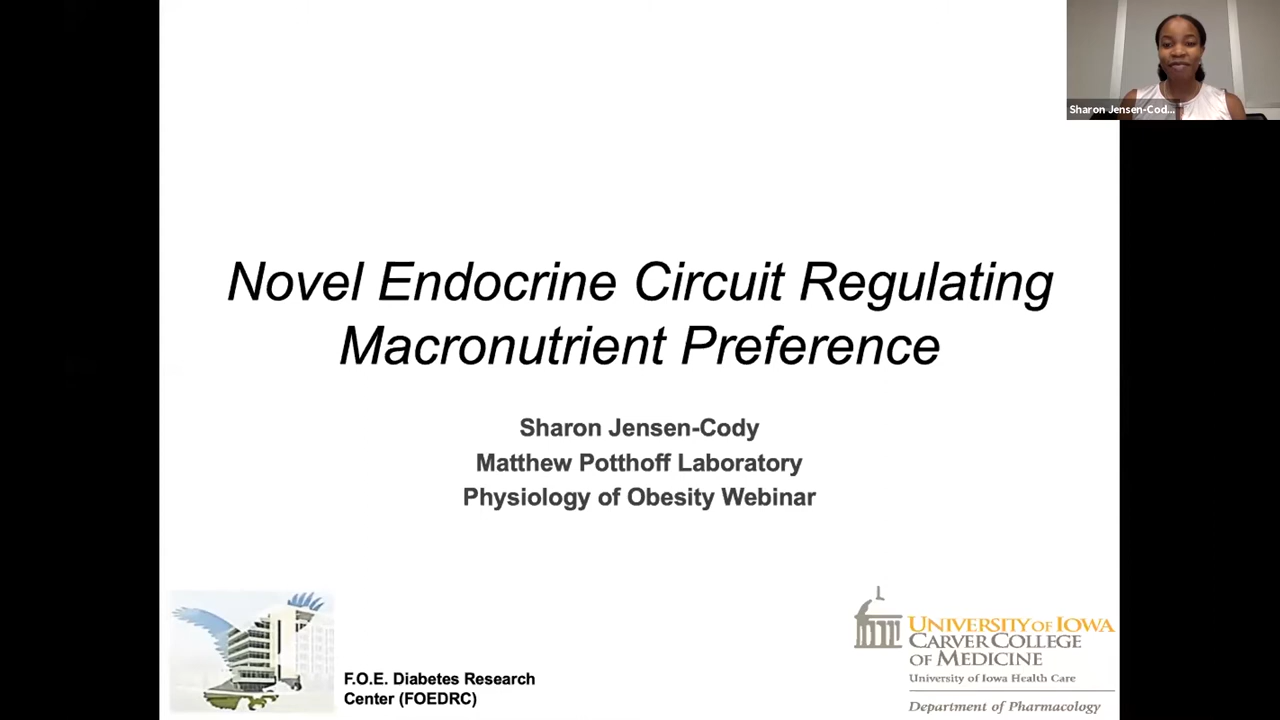 Sharon Jensen-Cod...
Novel Endocrine Circuit Regulating
Macronutrient Preference
Sharon Jensen-Cody
Matthew Potthoff Laboratory
Physiology of Obesity Webinar
F.O.E. Diabetes Research
Center (FOEDRC)
UNIVERSITY OF IOWA
CARVER COLLEGE
OF MEDICINE
University of Iowa Health Care
Department of Pharmacology